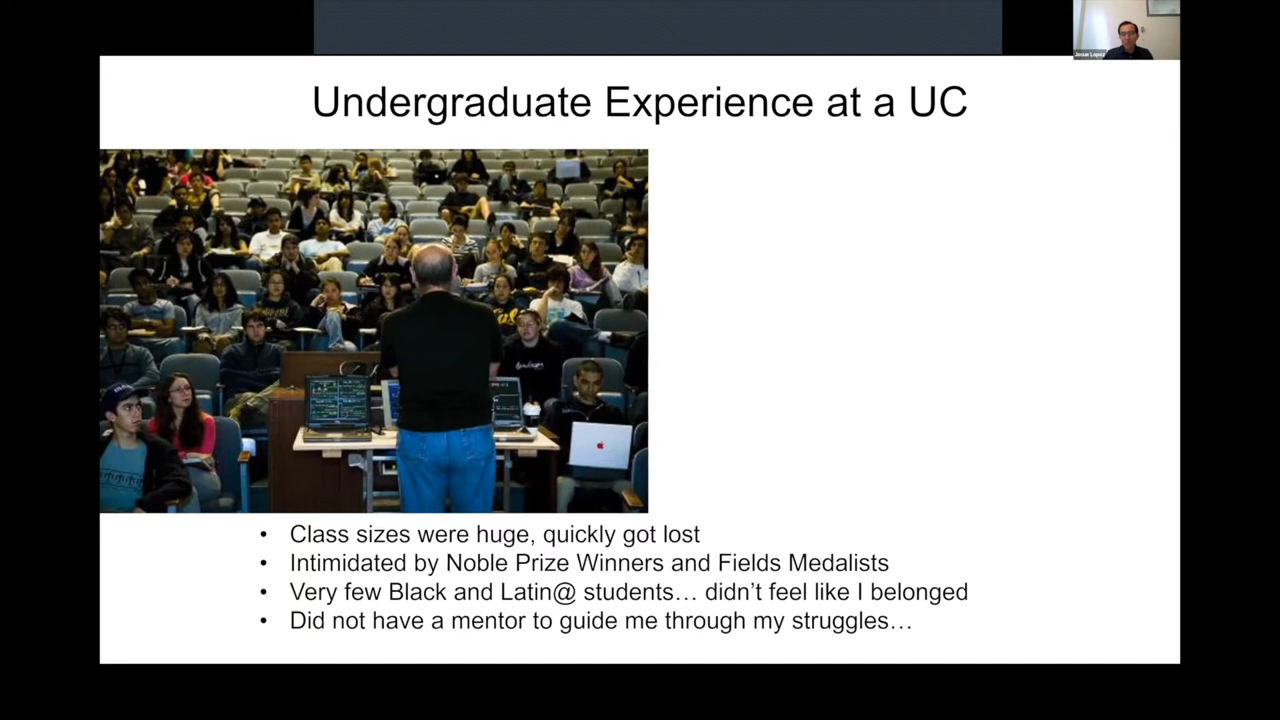 Josue Lopez
Undergraduate Experience at a UC
• Class sizes were huge, quickly got lost
• Intimidated by Noble Prize Winners and Fields Medalists
• Very few Black and Latin@ students… didn’t feel like I belonged
• Did not have a mentor to guide me through my struggles…